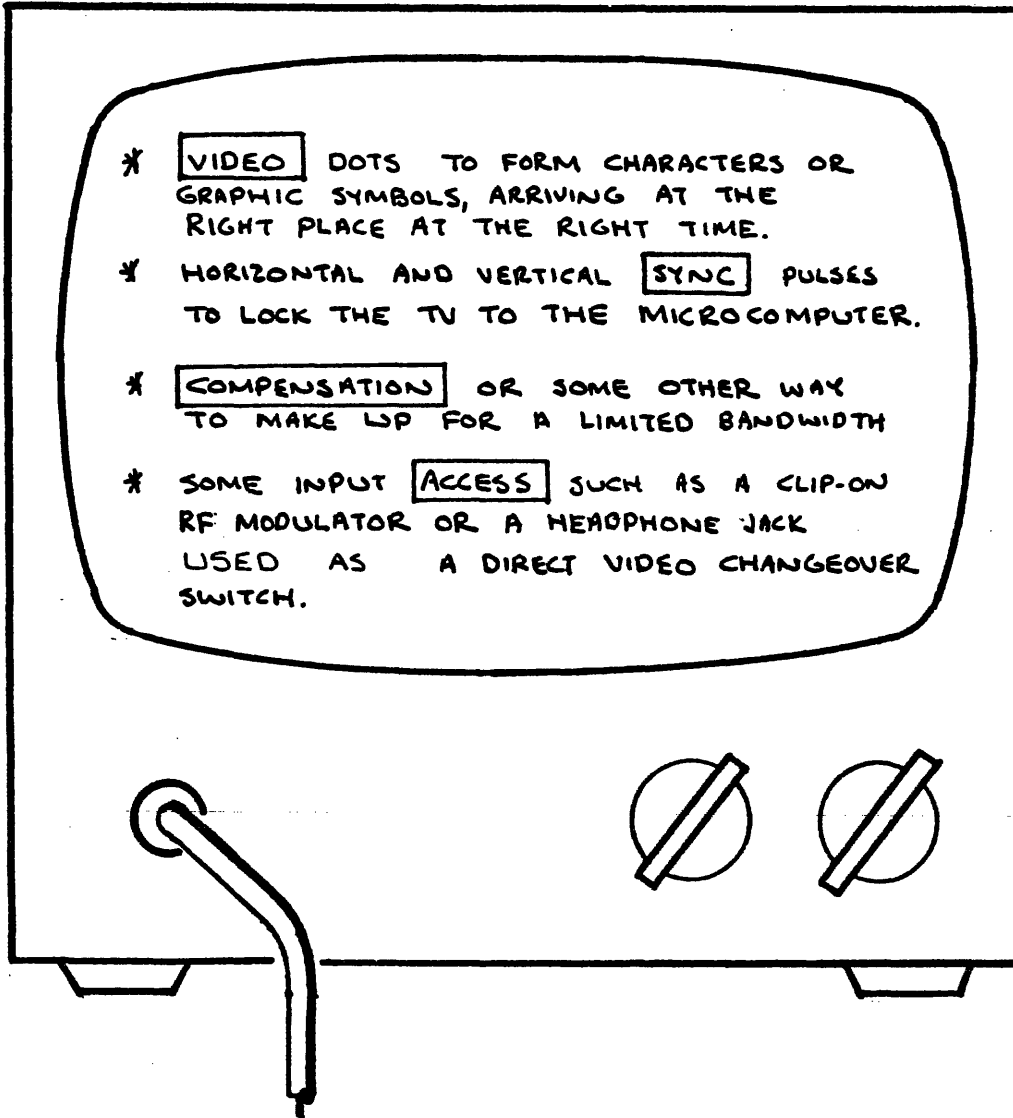 * VIDEO DOTS TO FORM CHARACTERS OR
GRAPHIC SYMBOLS, ARRIVING AT THE
RIGHT PLACE AT THE RIGHT TIME.
* HORIZONTAL AND VERTICAL SYNC PULSES
TO LOCK THE TV TO THE MICROCOMPUTER.
* COMPENSATION OR SOME OTHER WAY
TO MAKE UP FOR A LIMITED BANDWIDTH
* SOME INPUT ACCESS SUCH AS A CLIP-ON
RF MODULATOR OR A HEADPHONE JACK
USED AS A DIRECT VIDEO CHANGEOVER
SWITCH.